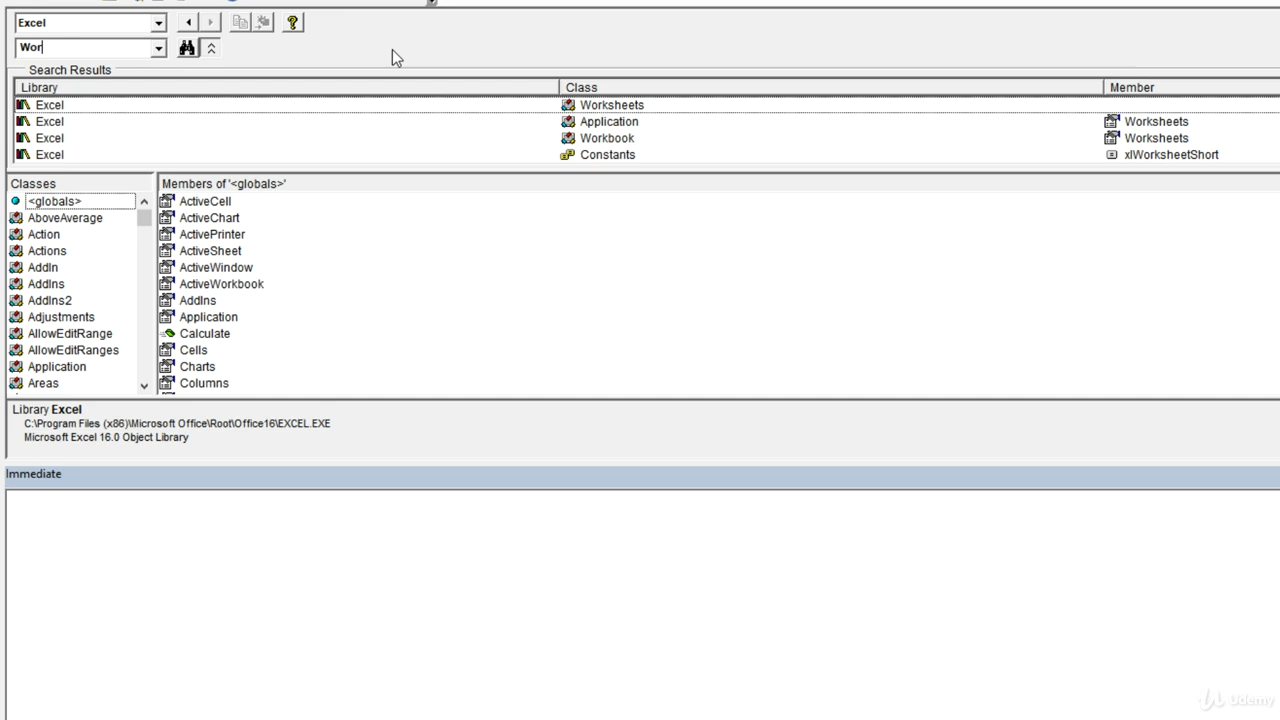 Excel
Wor
Search Results
Library Class Member
Excel Worksheets
Excel Application Worksheets
Excel Workbook Worksheets
Excel Constants xlWorksheetShort
Classes Members of '<globals>'
<globals> ActiveCell
AboveAverage ActiveChart
Action ActivePrinter
Actions ActiveSheet
AddIn ActiveWindow
AddIns ActiveWorkbook
AddIns2 AddIns
Adjustments Application
AllowEditRange Calculate
AllowEditRanges Cells
Application Charts
Areas Columns
Library Excel
C:\Program Files (x86)\Microsoft Office\Root\Office16\EXCEL.EXE
Microsoft Excel 16.0 Object Library
Immediate
Udemy